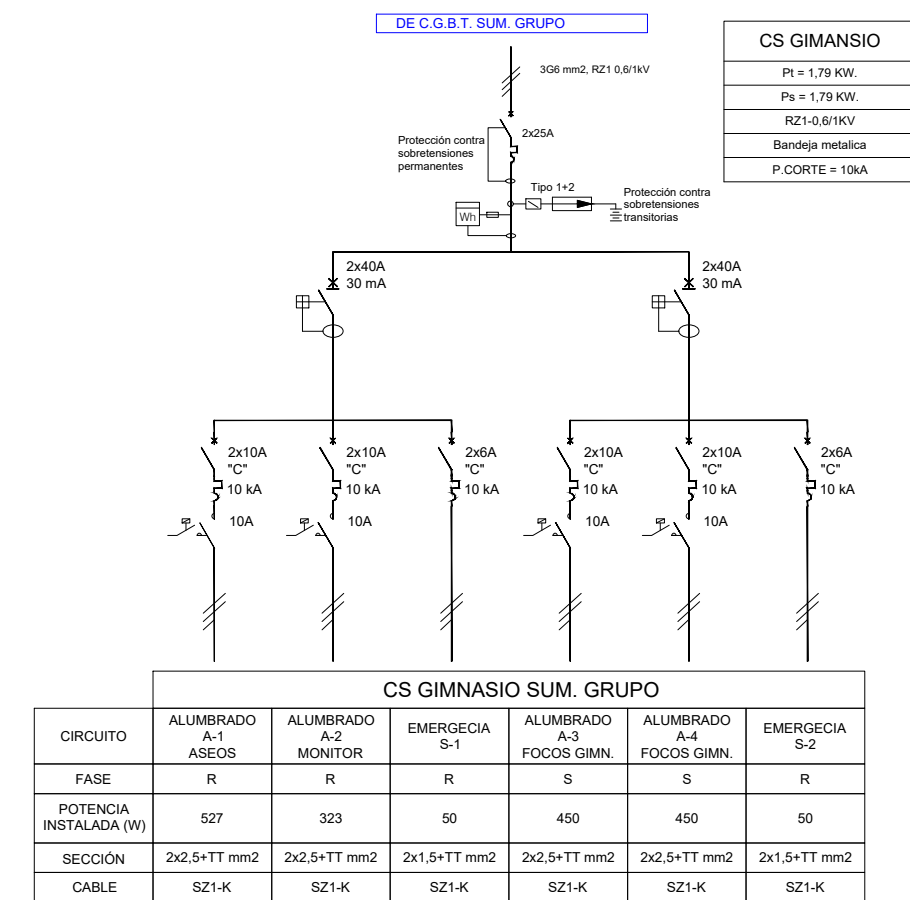 DE C.G.B.T. SUM. GRUPO
CS GIMANSIO
Pt = 1,79 KW.
Ps = 1,79 KW.
RZ1-0,6/1KV
Bandeja metalica
P.CORTE = 10kA
3G6 mm2, RZ1 0,6/1kV
2x25A
Protección contra
sobretensiones
permanentes
Tipo 1+2
Protección contra
sobretensiones
transitorias
Wh
2x40A
30 mA
2x40A
30 mA
2x10A
"C"
10 kA
10A
2x10A
"C"
10 kA
10A
2x6A
"C"
10 kA
2x10A
"C"
10 kA
10A
2x10A
"C"
10 kA
10A
2x6A
"C"
10 kA
CS GIMNASIO SUM. GRUPO
CIRCUITO
ALUMBRADO
A-1
ASEOS
ALUMBRADO
A-2
MONITOR
EMERGECIA
S-1
ALUMBRADO
A-3
FOCOS GIMN.
ALUMBRADO
A-4
FOCOS GIMN.
EMERGECIA
S-2
FASE R R R S S R
POTENCIA
INSTALADA (W)
527 323 50 450 450 50
SECCIÓN 2x2,5+TT mm2 2x2,5+TT mm2 2x1,5+TT mm2 2x2,5+TT mm2 2x2,5+TT mm2 2x1,5+TT mm2
CABLE SZ1-K SZ1-K SZ1-K SZ1-K SZ1-K SZ1-K